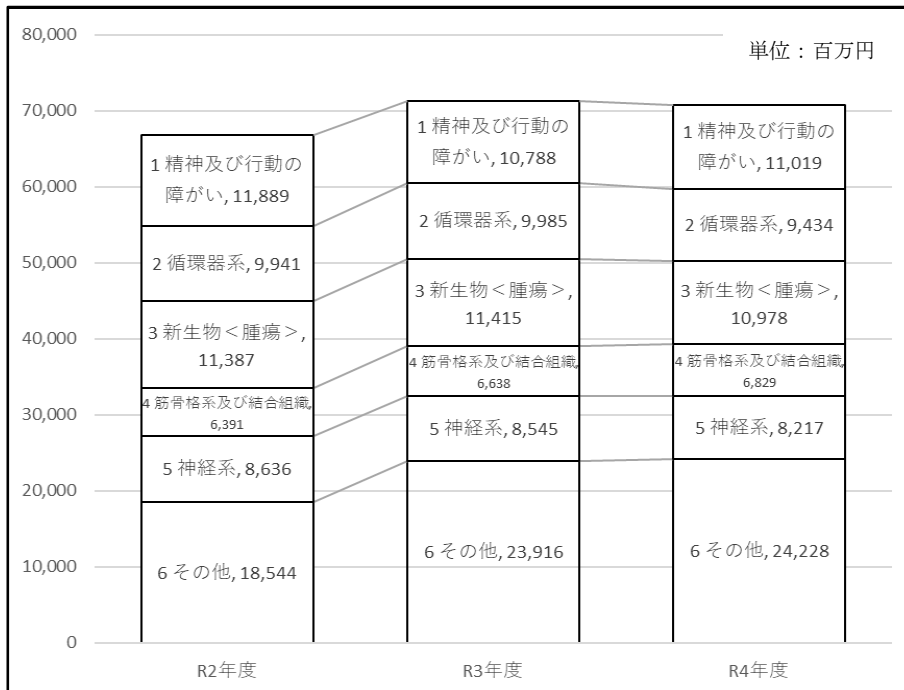 80,000
単位：百万円
70,000
60,000
50,000
40,000
30,000
20,000
10,000
0
1 精神及び行動の
障がい, 11,889
2 循環器系, 9,941
3 新生物＜腫瘍＞,
11,387
4 筋骨格系及び結合組織,
6,391
5 神経系, 8,636
6 その他, 18,544
1 精神及び行動の
障がい, 10,788
2 循環器系, 9,985
3 新生物＜腫瘍＞,
11,415
4 筋骨格系及び結合組織,
6,638
5 神経系, 8,545
6 その他, 23,916
1 精神及び行動の
障がい, 11,019
2 循環器系, 9,434
3 新生物＜腫瘍＞,
10,978
4 筋骨格系及び結合組織,
6,829
5 神経系, 8,217
6 その他, 24,228
R2年度
R3年度
R4年度